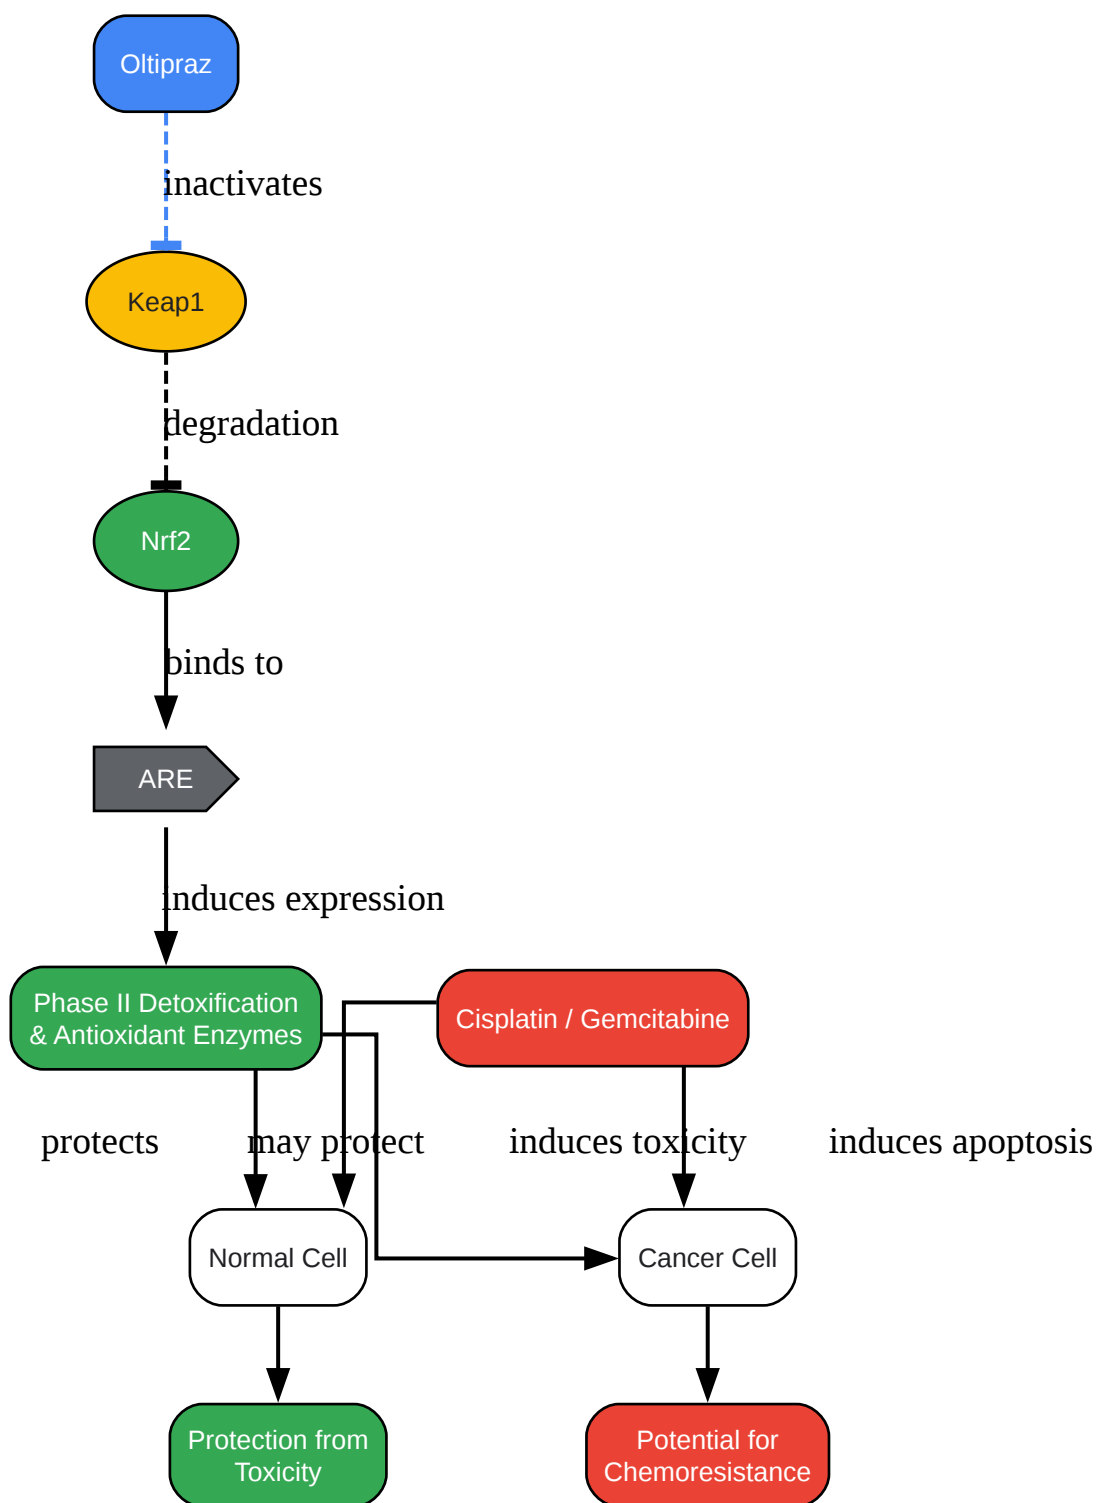 Oltipraz
inactivates
Keap1
degradation
Nrf2
binds to
ARE
induces expression
Phase II Detoxification
& Antioxidant Enzymes
Cisplatin / Gemcitabine
protects
may protect
induces toxicity
induces apoptosis
Normal Cell
Cancer Cell
Protection from
Toxicity
Potential for
Chemoresistance